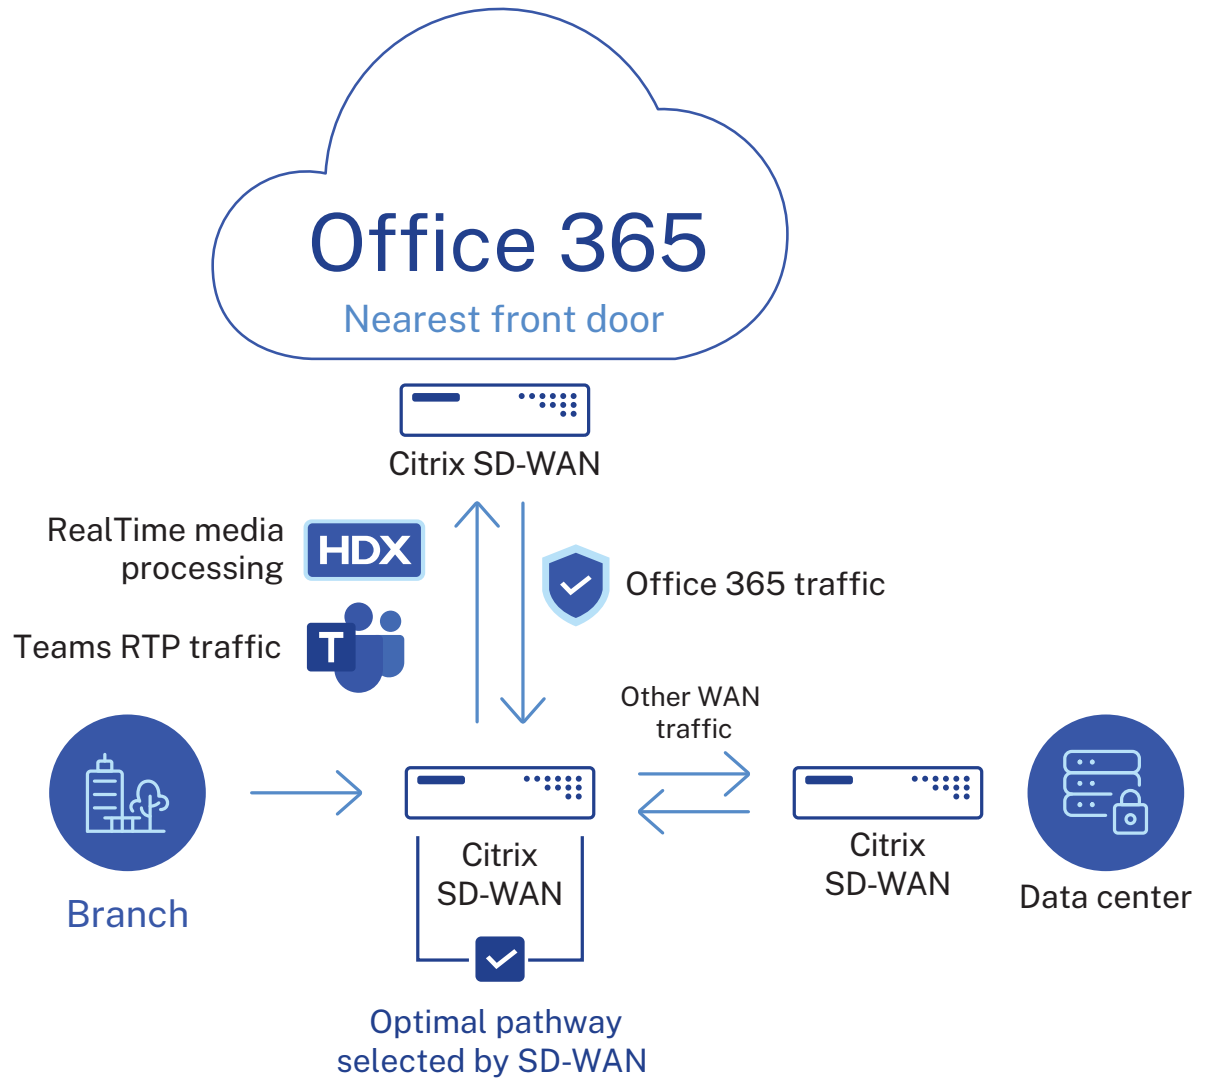 Office 365
Nearest front door
Citrix SD-WAN
RealTime media
processing
HDX
Office 365 traffic
Teams RTP traffic
T
Other WAN
traffic
Citrix
SD-WAN
Citrix
SD-WAN
Data center
Branch
Optimal pathway
selected by SD-WAN